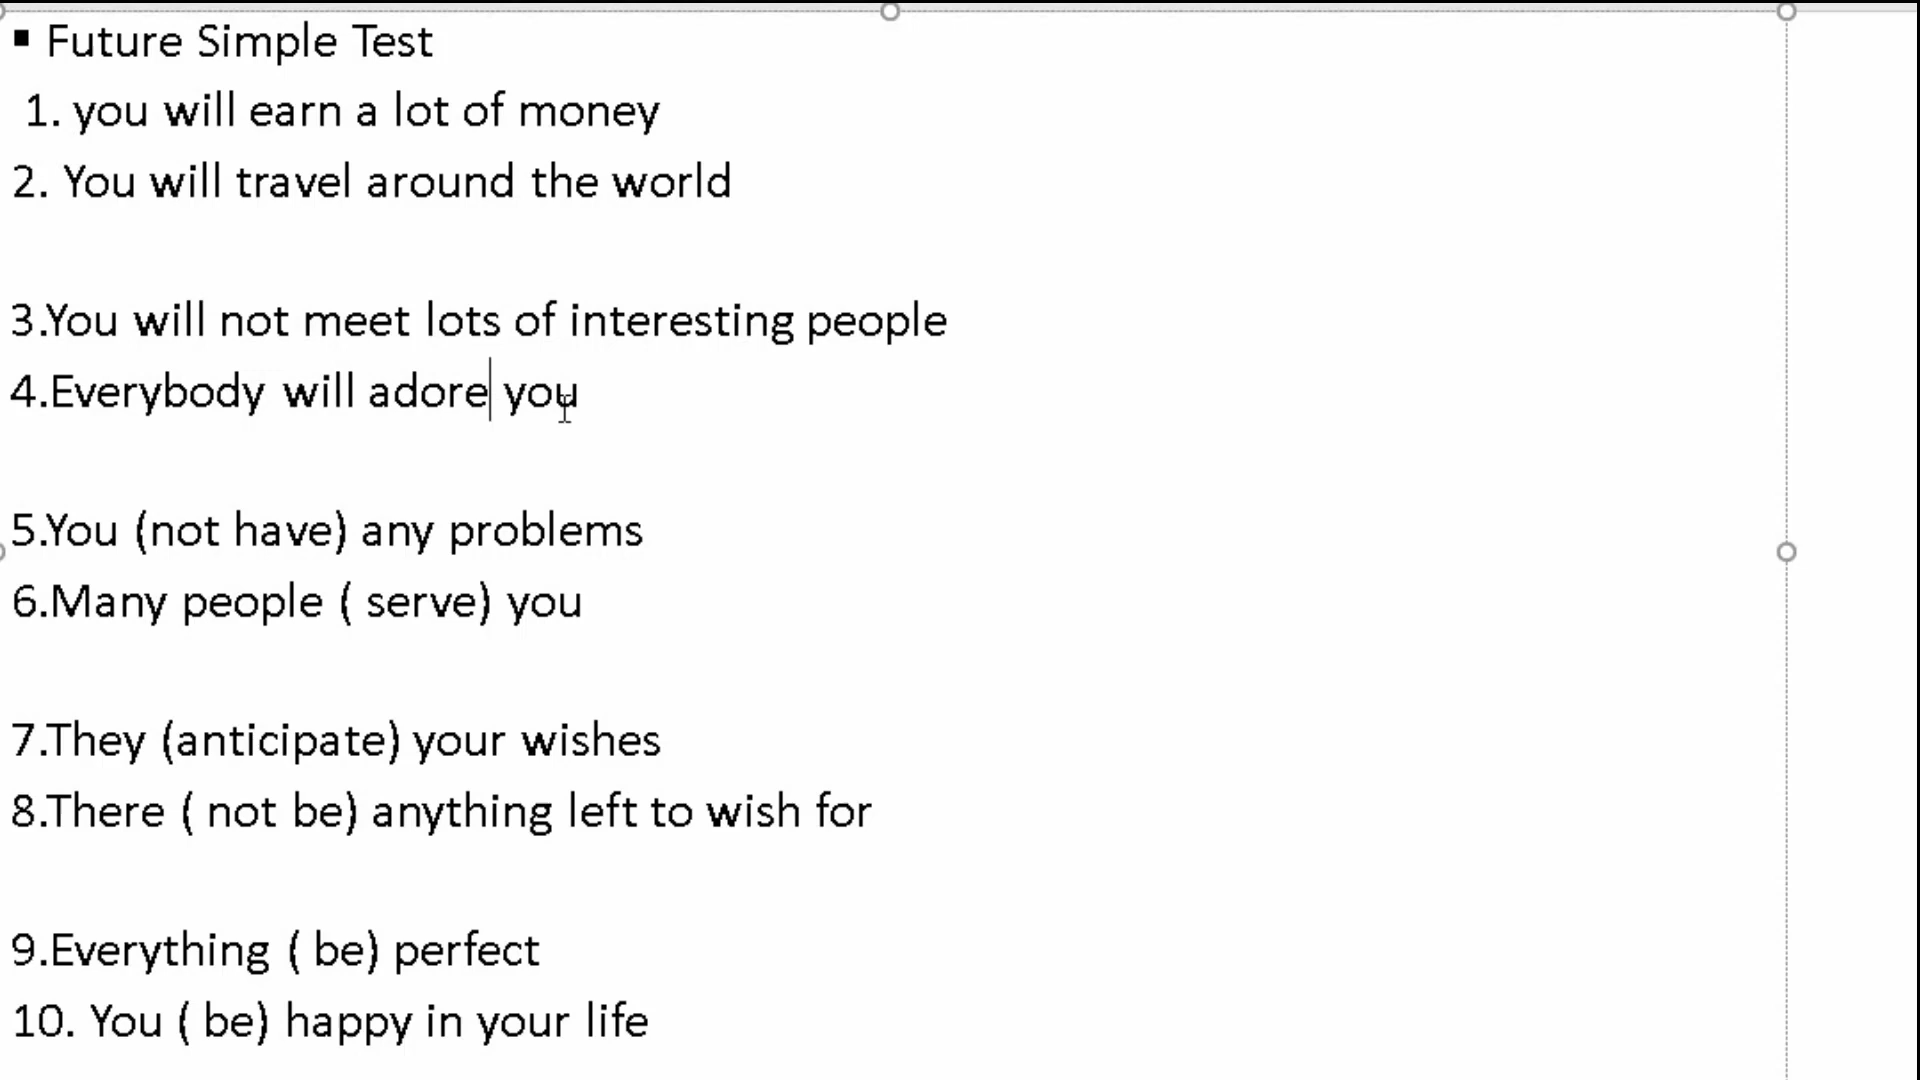 ▪ Future Simple Test
1. you will earn a lot of money
2. You will travel around the world
3.You will not meet lots of interesting people
4.Everybody will adore you
5.You (not have) any problems
6.Many people ( serve) you
7.They (anticipate) your wishes
8.There ( not be) anything left to wish for
9.Everything ( be) perfect
10. You ( be) happy in your life